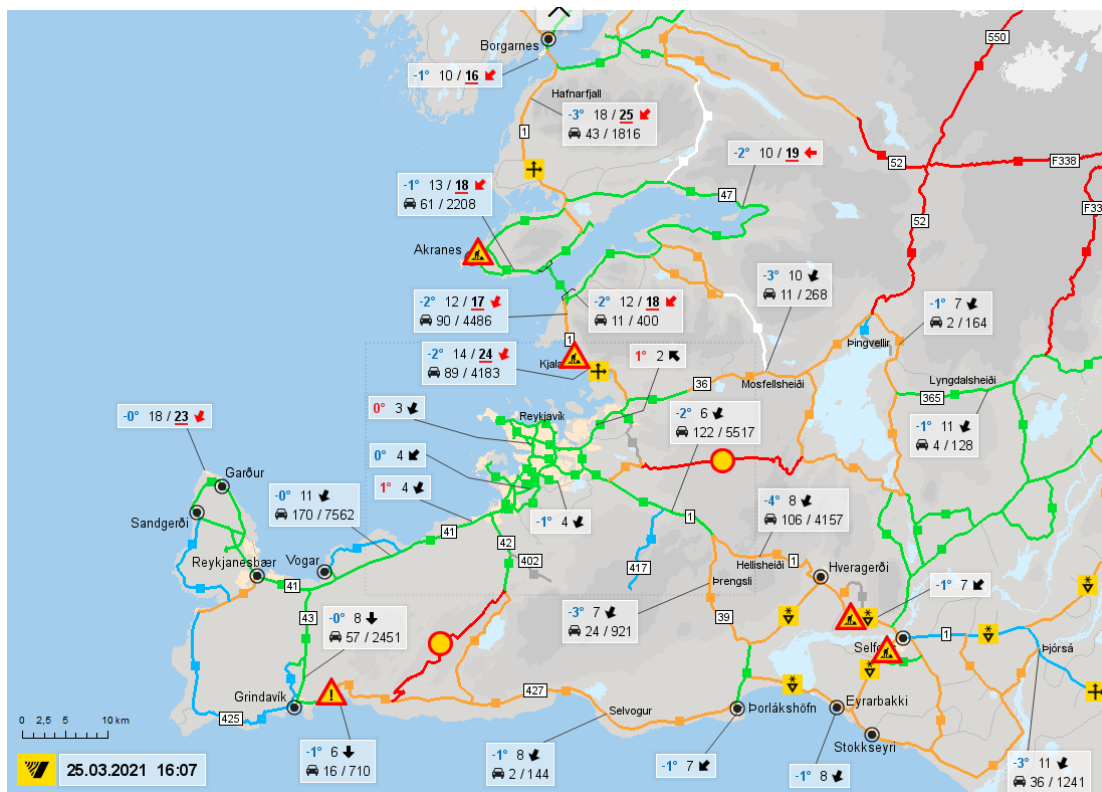 550
Borgarnes
-1° 10 / 16
Hafnarfjall
-3° 18 / 25
43 / 1816
1
-2° 10 / 19
52
F338
-1° 13 / 18
61 / 2208
47
F33
52
Akranes
-3° 10
11 / 268
-2° 12 / 17
90 / 4486
-2° 12 / 18
11 / 400
-1° 7
2 / 164
1
Þingvellir
-2° 14 / 24
89 / 4183
Kjala
1° 2
36
Mosfellsheiði
Lyngdalsheiði
365
0° 3
Reykjavík
-2° 6
122 / 5517
-0° 18 / 23
-1° 11
4 / 128
0° 4
Garður
-0° 11
170 / 7562
1° 4
-4° 8
106 / 4157
Sandgerði
-1° 4
1
41
42
Vogar
402
Hellisheiði
1
Reykjanesbær
417
Þrengsli
Hveragerði
41
-1° 7
43
-0° 8
57 / 2451
-3° 7
24 / 921
39
1
Selfo
Þjórsá
Grindavík
427
Eyrarbakki
425
Selvogur
Þorlákshöfn
0 2,5 5 10 km
Stokkseyri
-1° 6
16 / 710
-1° 8
2 / 144
-1° 7
-1° 8
-3° 11
36 / 1241
25.03.2021 16:07